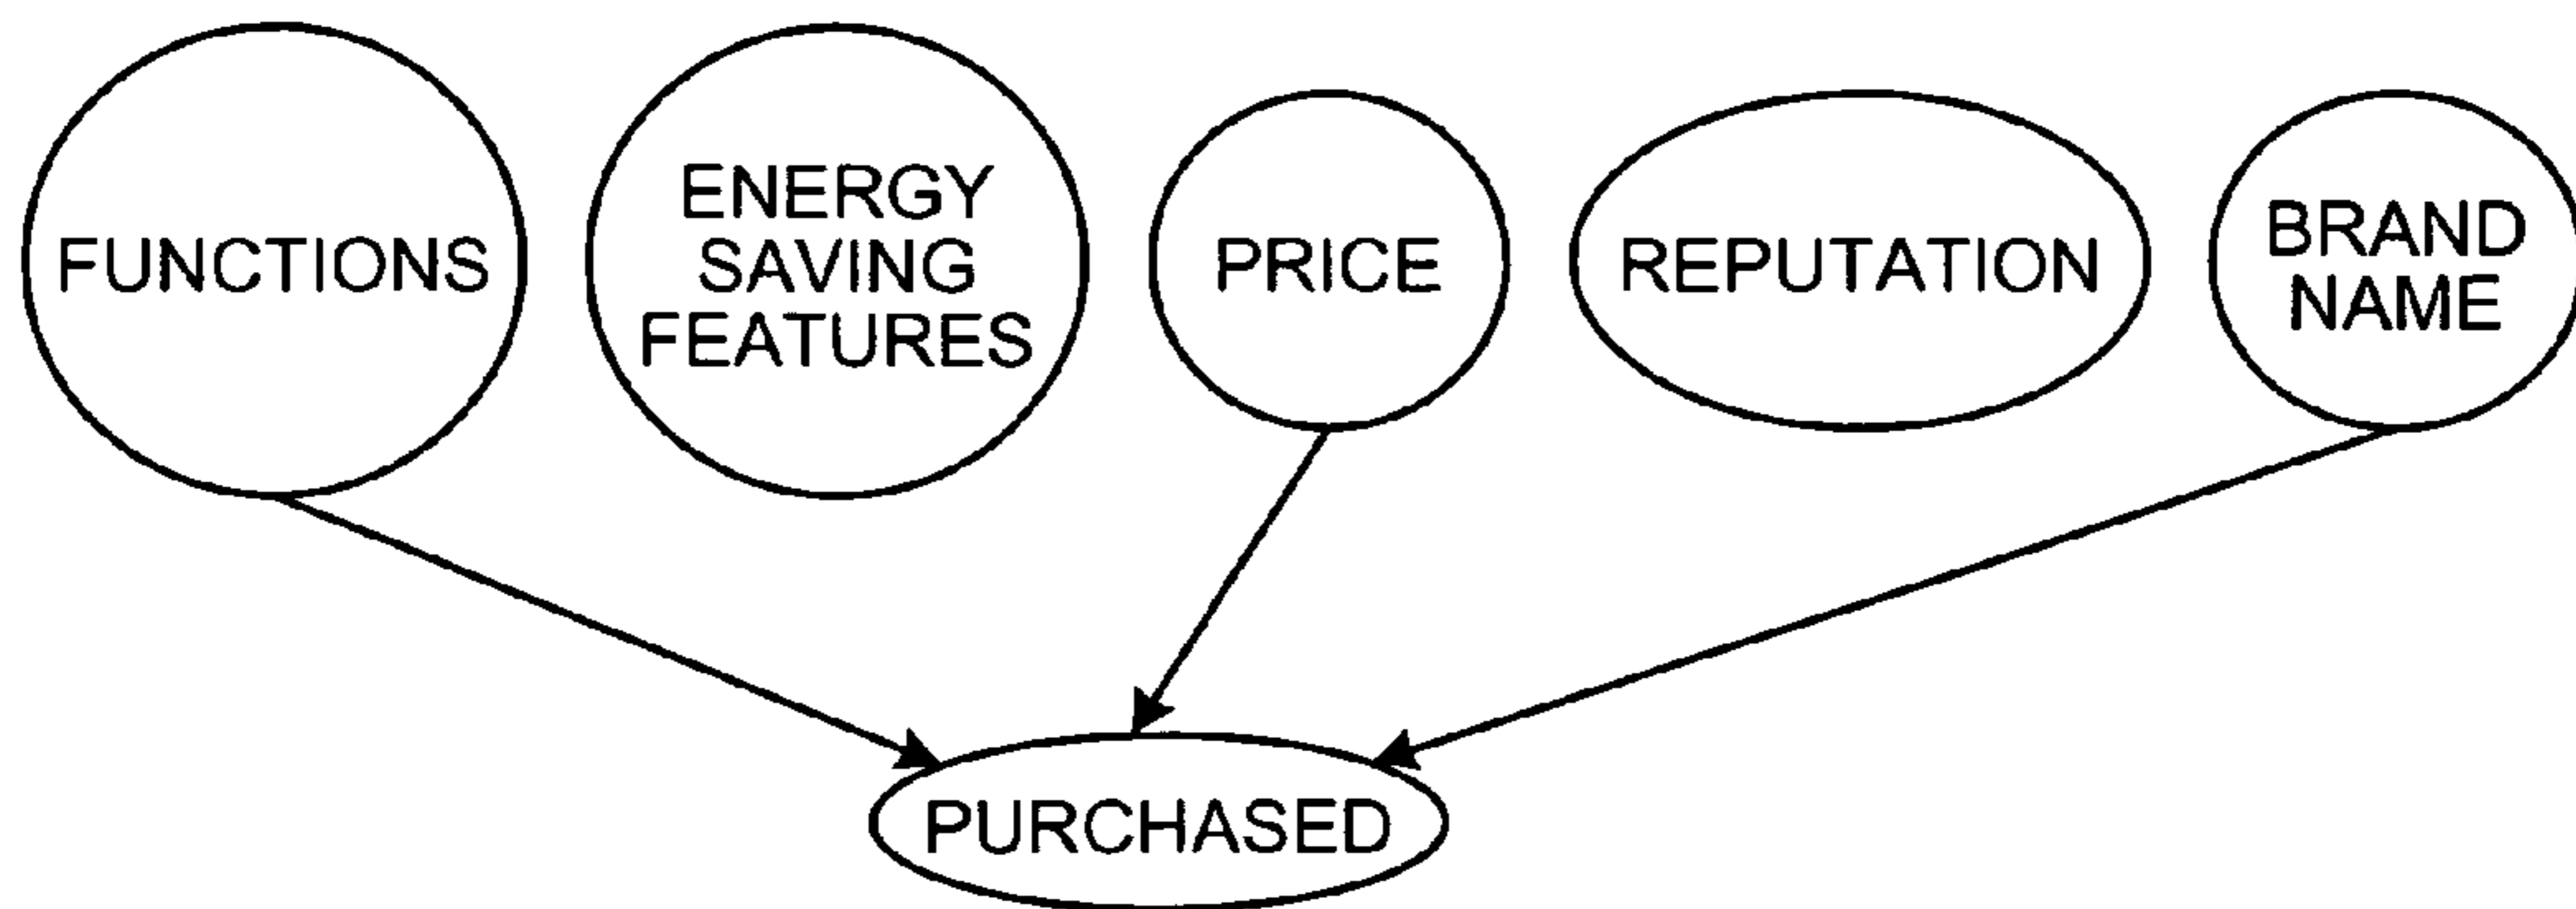 FUNCTIONS
ENERGY
SAVING
FEATURES
PRICE
REPUTATION
BRAND
NAME
PURCHASED